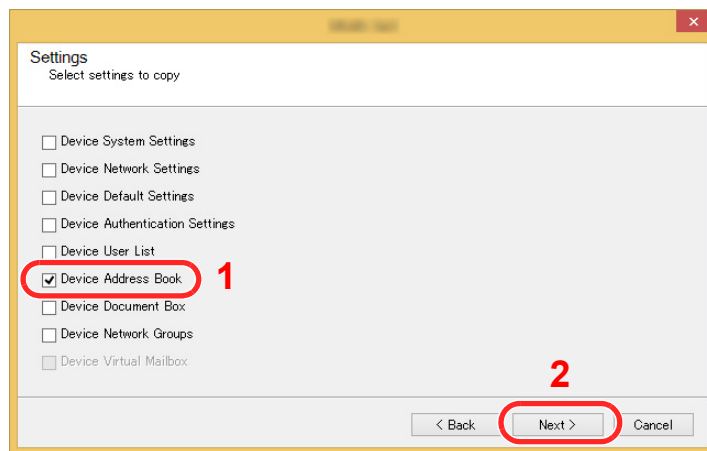 Settings
Select settings to copy
Device System Settings
Device Network Settings
Device Default Settings
Device Authentication Settings
Device User List
Device Address Book 1
Device Document Box
Device Network Groups
Device Virtual Mailbox
2
< Back Next > Cancel